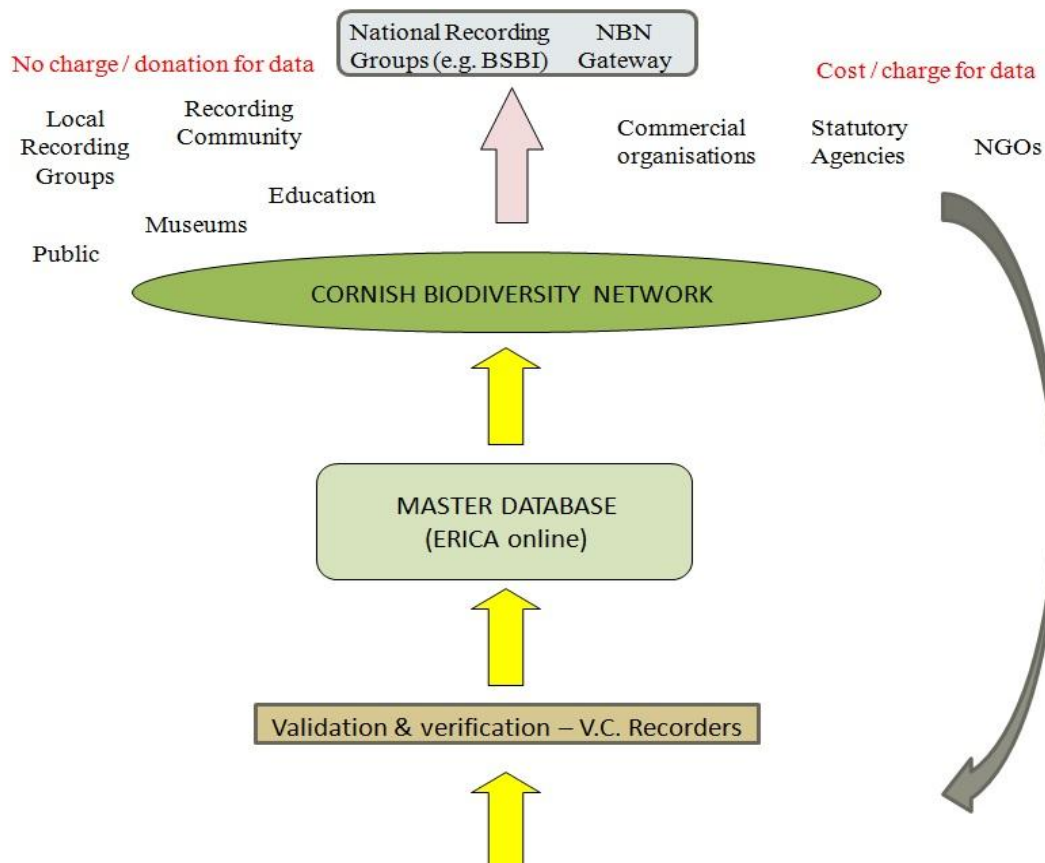 National Recording
Groups (e.g. BSBI)
NBN
Gateway
No charge / donation for data
Cost / charge for data
Local
Recording
Groups
Recording
Community
Education
Museums
Public
Commercial
organisations
Statutory
Agencies
NGOs
CORNISH BIODIVERSITY NETWORK
MASTER DATABASE
(ERICA online)
Validation & verification – V.C. Recorders